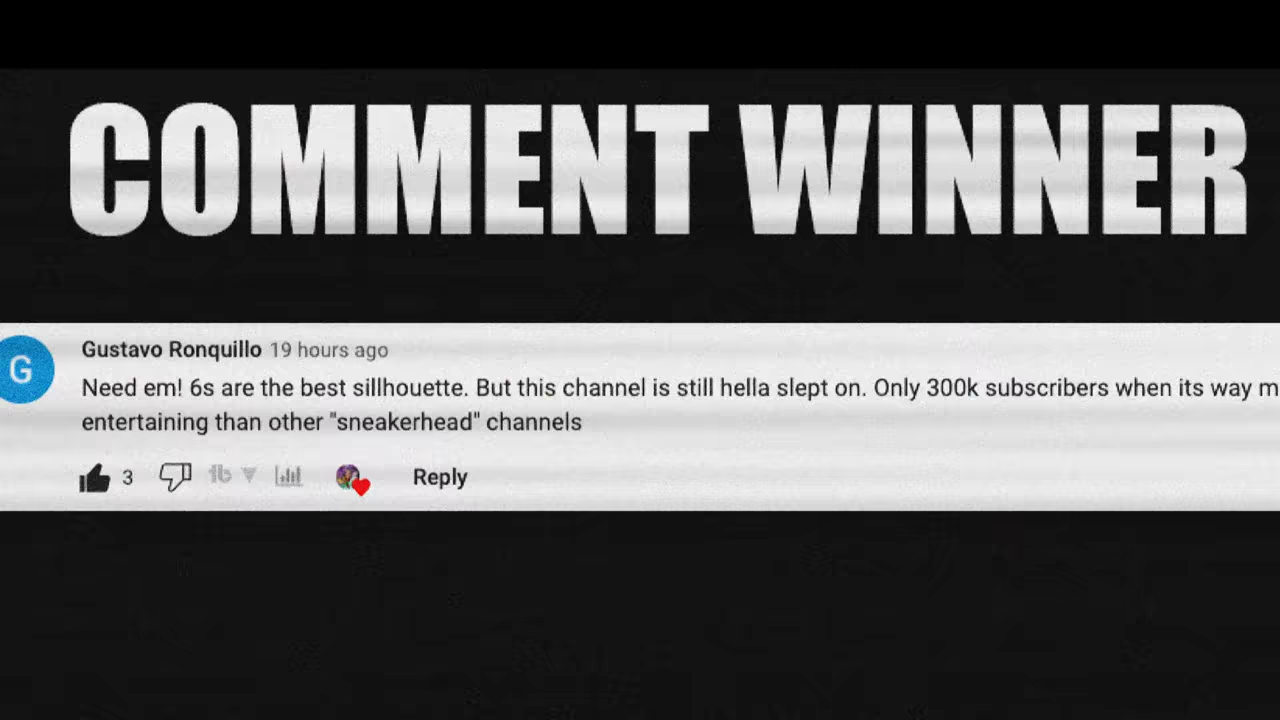 COMMENT WINNER
G
Gustavo Ronquillo 19 hours ago
Need em! 6s are the best sillhouette. But this channel is still hella slept on. Only 300k subscribers when its way
entertaining than other "sneakerhead" channels
3
tb
Reply